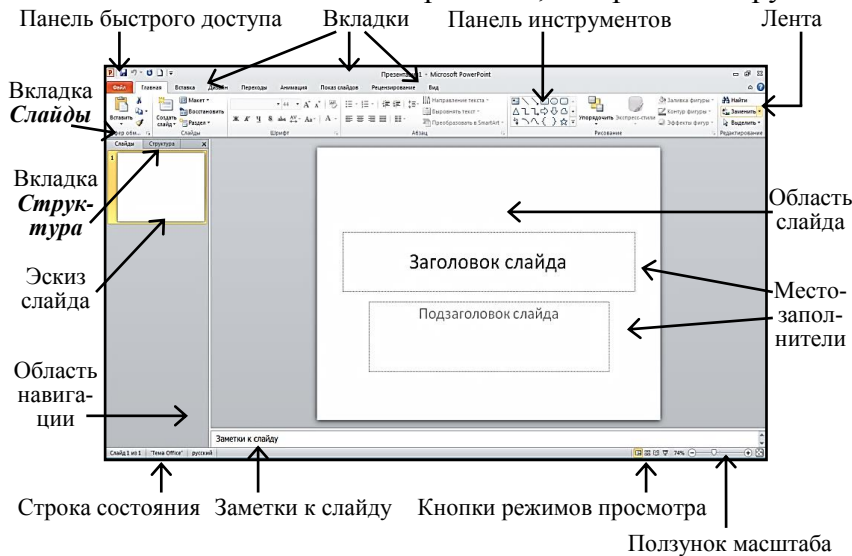 Панель быстрого доступа
Вкладки
Панель инструментов
Лента
Презентация1 - Microsoft PowerPoint
Файл
Главная
Вставка
Дизайн
Переходы
Анимация
Показ слайдов
Рецензирование
Вид
Вставить
Создать слайд
Макет
Восстановить
Раздел
Слайды
44
Шрифт
Направление текста
Выровнять текст
Преобразовать в SmartArt
Абзац
Упорядочить
Экспресс-стили
Заливка фигуры
Контур фигуры
Эффекты фигур
Рисование
Найти
Заменить
Выделить
Редактирование
Вкладка
Слайды
Слайды
Структура
1
Вкладка
Струк-
тура
Эскиз
слайда
Область
навига-
ции
Заголовок слайда
Подзаголовок слайда
Область
слайда
Место-
запол-
нители
Заметки к слайду
Слайд 1 из 1
"Тема Office"
русский
74%
Строка состояния
Заметки к слайду
Кнопки режимов просмотра
Ползунок масштаба